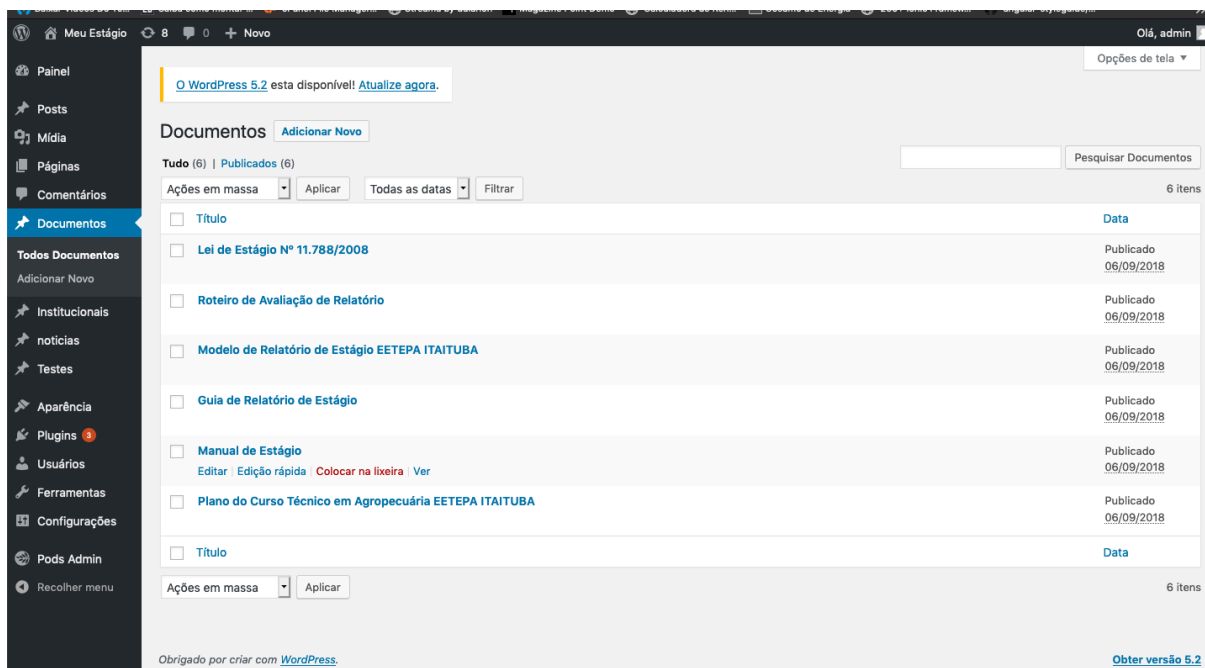 Meu Estágio 8 0 + Novo Olá, admin
Opções de tela
Painel
Posts
Mídia
Páginas
Comentários
Documentos
Todos Documentos
Adicionar Novo
Institucionais
noticias
Testes
Aparência
Plugins 3
Usuários
Ferramentas
Configurações
Pods Admin
Recolher menu
O WordPress 5.2 esta disponível! Atualize agora.
Documentos Adicionar Novo
Tudo (6) | Publicados (6)
Pesquisar Documentos
Ações em massa Aplicar Todas as datas Filtrar 6 itens
Título Data
Lei de Estágio Nº 11.788/2008 Publicado
06/09/2018
Roteiro de Avaliação de Relatório Publicado
06/09/2018
Modelo de Relatório de Estágio EETEPA ITAITUBA Publicado
06/09/2018
Guia de Relatório de Estágio Publicado
06/09/2018
Manual de Estágio Publicado
Editar | Edição rápida | Colocar na lixeira | Ver 06/09/2018
Plano do Curso Técnico em Agropecuária EETEPA ITAITUBA Publicado
06/09/2018
Título Data
Ações em massa Aplicar 6 itens
Obrigado por criar com WordPress. Obter versão 5.2